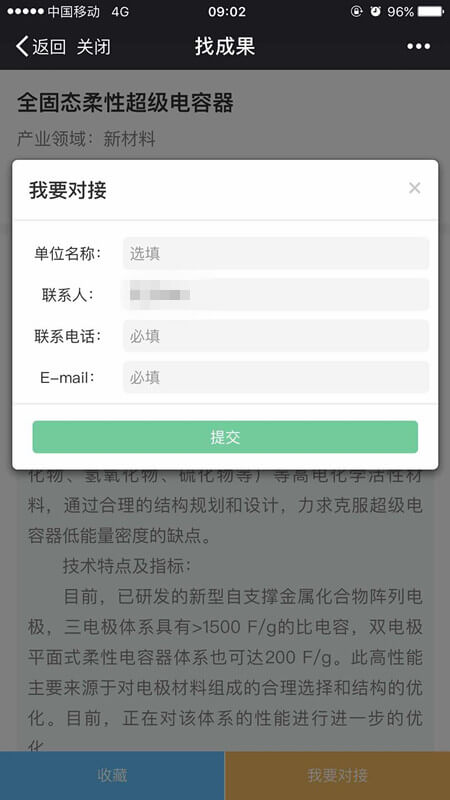 中国移动 4G 09:02 96%
返回 关闭 找成果
全固态柔性超级电容器
产业领域：新材料
我要对接
单位名称： 选填
联系人：
联系电话： 必填
E-mail： 必填
提交
化物、氢氧化物、硫化物等）等高电化学活性材
料，通过合理的结构规划和设计，力求克服超级电
容器低能量密度的缺点。
技术特点及指标：
目前，已研发的新型自支撑金属化合物阵列电
极，三电极体系具有>1500 F/g的比电容，双电极
平面式柔性电容器体系也可达200 F/g。此高性能
主要来源于对电极材料组成的合理选择和结构的优
化。目前，正在对该体系的性能进行进一步的优
化
收藏 我要对接